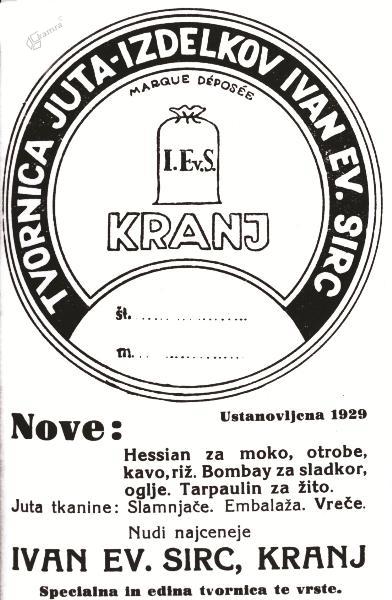 Gramra
TVORNICA JUTA-IZDELKOV IVAN EV. SIRC
MARQUE DÉPOSÉE
I. Ev. S.
KRANJ
št. ......................
m. ......................
Ustanovljena 1929
Nove:
Hessian za moko, otrobe,
kavo, riž. Bombay za sladkor,
oglje. Tarpaulin za žito.
Juta tkanine: Slamnjače. Embalaža. Vreče.
Nudi najceneje
IVAN EV. SIRC, KRANJ
Specialna in edina tvornica te vrste.